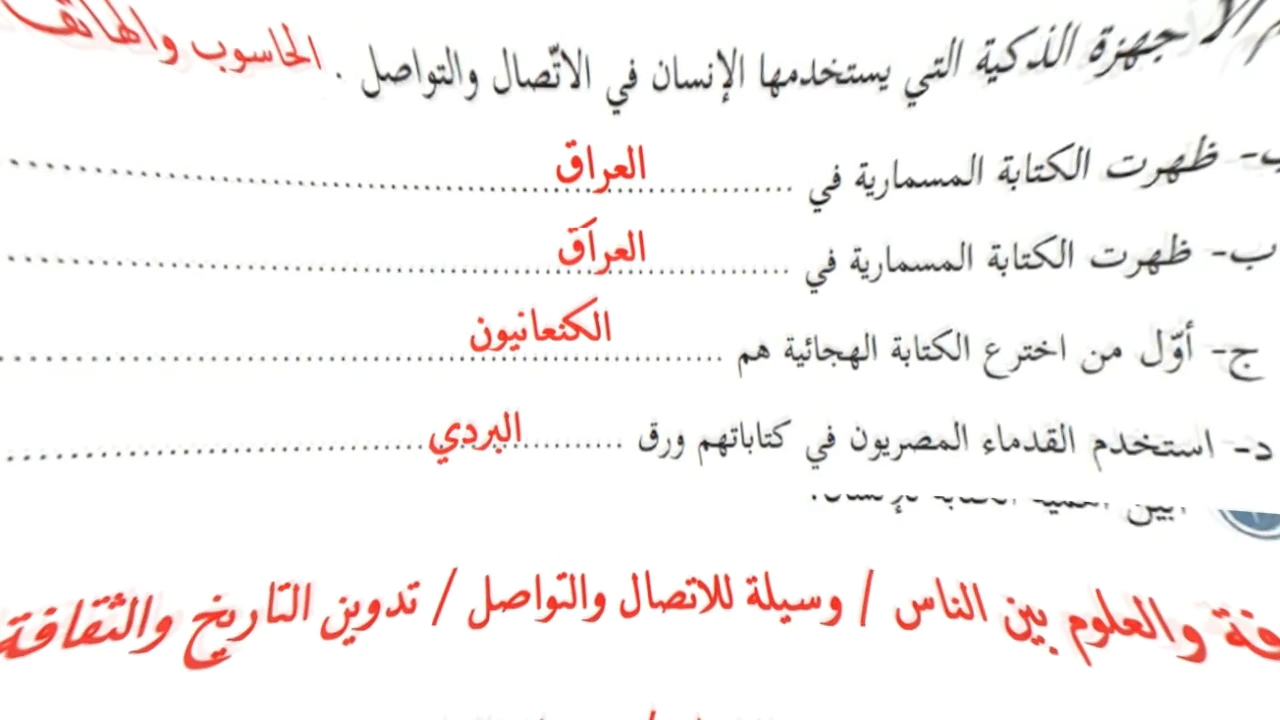 الأجهزة الذكية التي يستخدمها الإنسان في الاتّصال والتواصل . الحاسوب والهاتف
ب- ظهرت الكتابة المسمارية في العراق
ب- ظهرت الكتابة المسمارية في العراق
ج- أوّل من اخترع الكتابة الهجائية هم الكنعانيون
د- استخدم القدماء المصريون في كتاباتهم ورق البردي
والعلوم بين الناس / وسيلة للاتصال والتواصل / تدوين التاريخ والثقافة